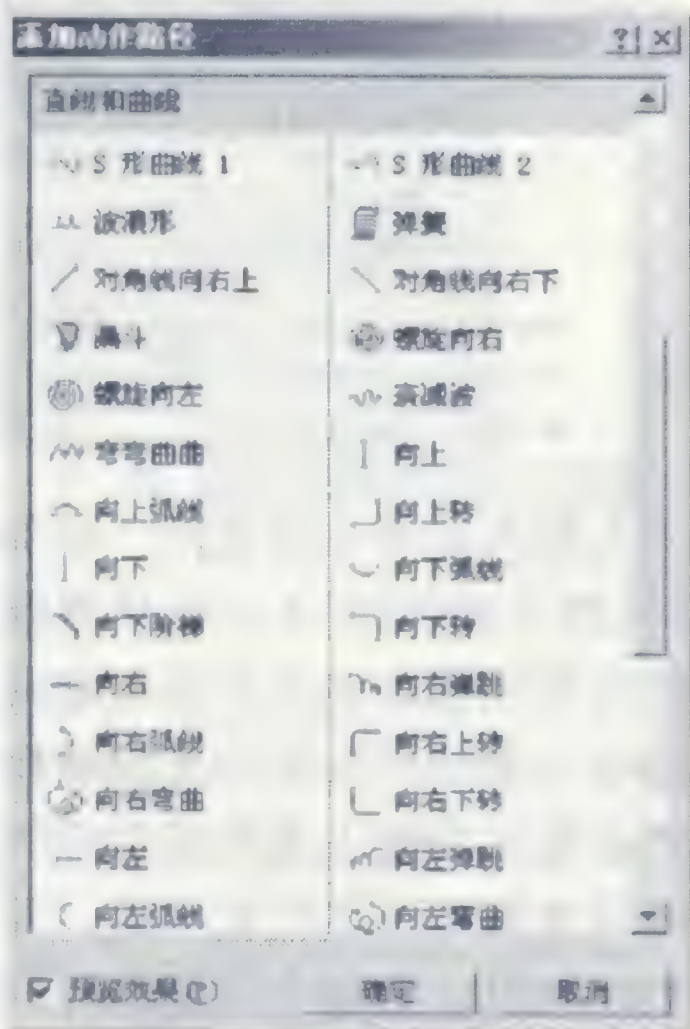 添加动作路径
直线和曲线
S 形曲线 1 S 形曲线 2
波浪形 弹簧
对角线向右上 对角线向右下
漏斗 螺旋向右
螺旋向左 衰减波
弯弯曲曲 向上
向上弧线 向上转
向下 向下弧线
向下阶梯 向下转
向右 向右弹跳
向右弧线 向右上转
向右弯曲 向右下转
向左 向左弹跳
向左弧线 向左弯曲
预览效果(P) 确定 取消